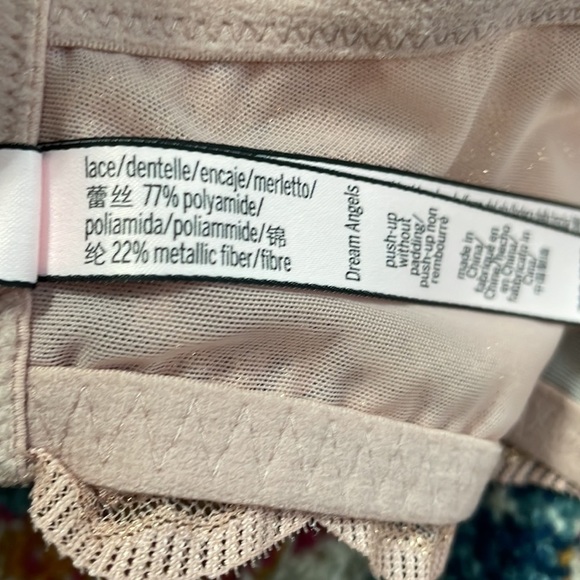 lace/dentelle/encaje/merletto/
蕾丝 77% polyamide/
poliamida/poliammide/锦
纶 22% metallic fiber/fibre
Dream Angels
push-up
without
padding/
push-up non
rembourré
made in
China/